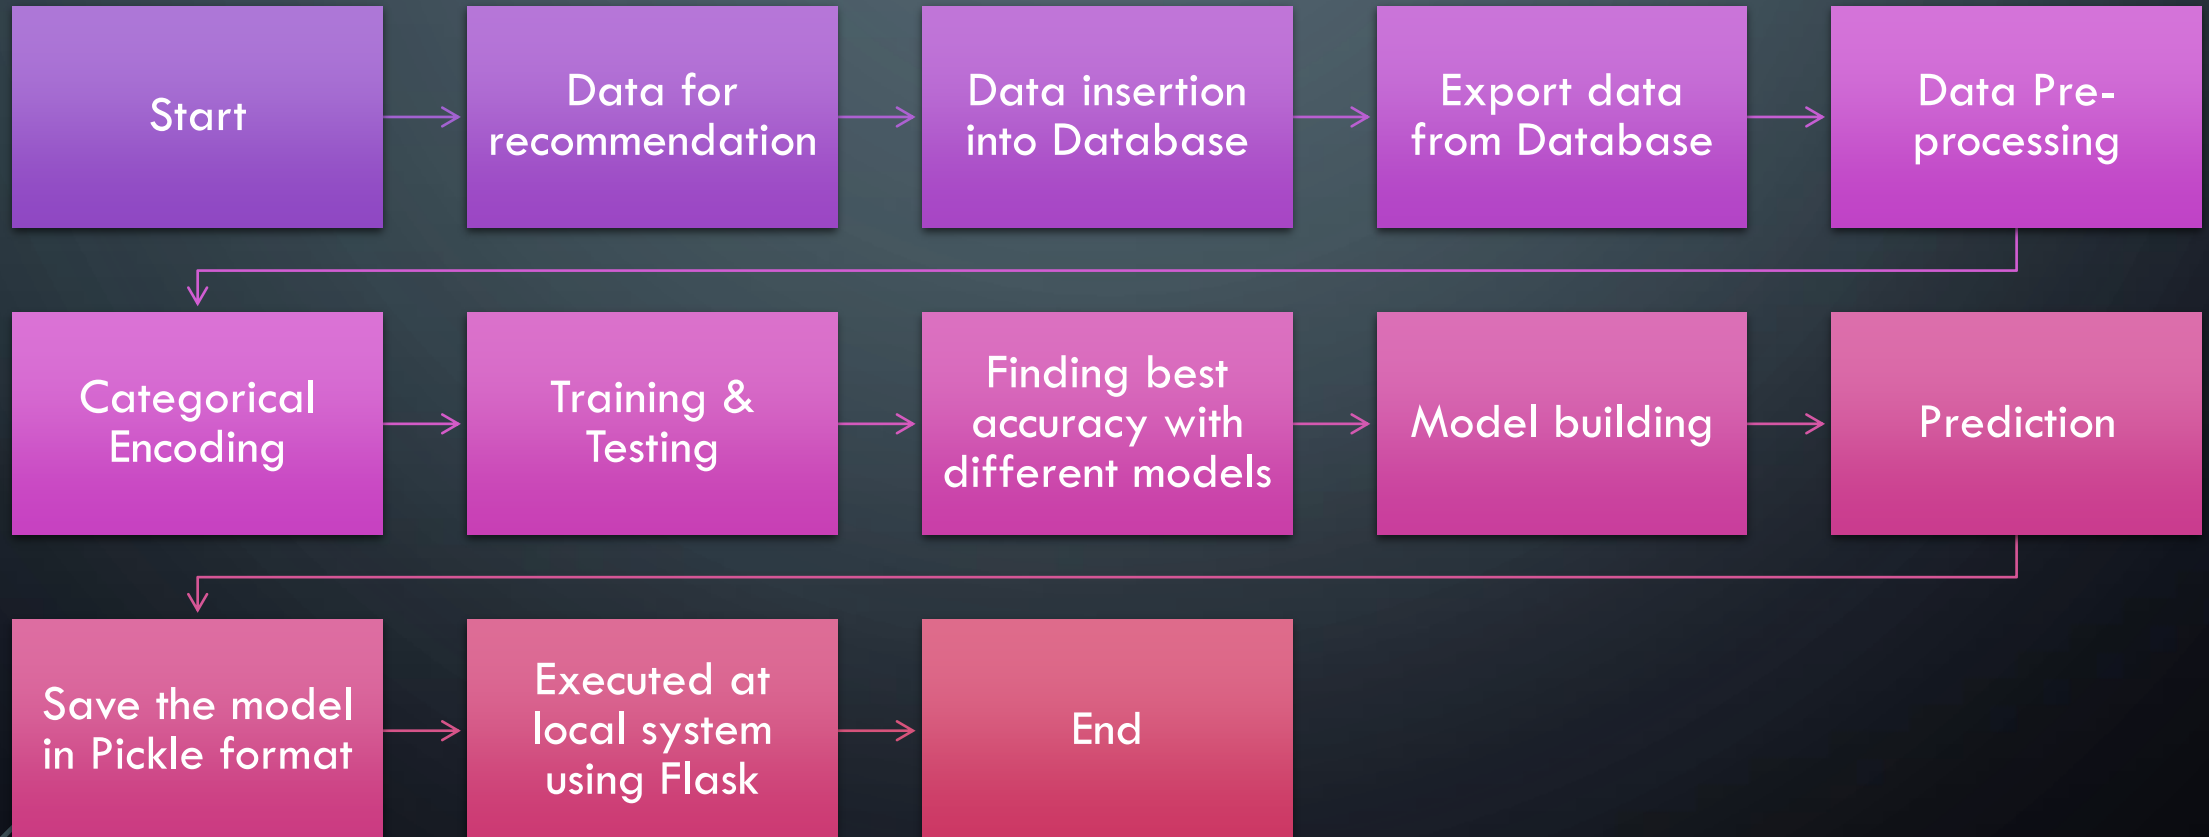 Start
Data for
recommendation
Data insertion
into Database
Export data
from Database
Data Pre-
processing
Categorical
Encoding
Training &
Testing
Finding best
accuracy with
different models
Model building
Prediction
Save the model
in Pickle format
Executed at
local system
using Flask
End